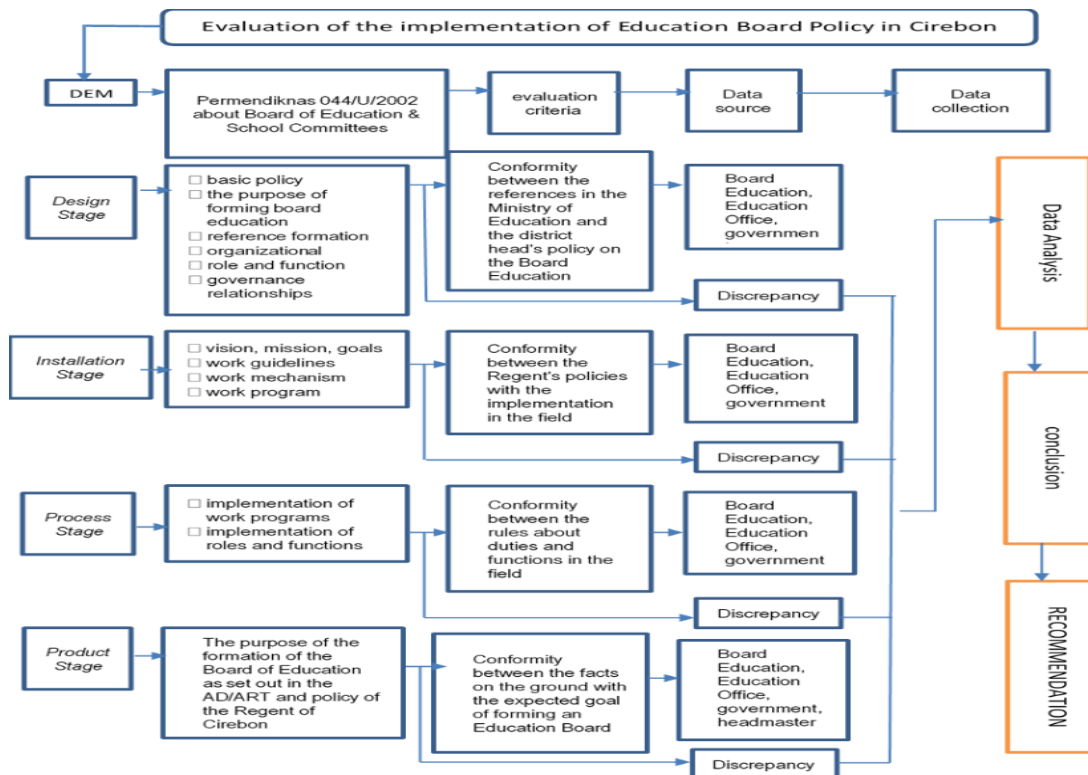 Evaluation of the implementation of Education Board Policy in Cirebon
DEM
Permendiknas 044/U/2002
about Board of Education &
School Committees
evaluation
criteria
Data
source
Data
collection
Design
Stage
☐ basic policy
☐ the purpose of
forming board
education
☐ reference formation
☐ organizational
☐ role and function
☐ governance
relationships
Conformity
between the
references in the
Ministry of
Education and
the district
head's policy on
the Board
Education
Board
Education,
Education
Office,
governmen
Discrepancy
Installation
Stage
☐ vision, mission, goals
☐ work guidelines
☐ work mechanism
☐ work program
Conformity
between the
Regent's policies
with the
implementation
in the field
Board
Education,
Education
Office,
government
Discrepancy
Process
Stage
☐ implementation of
work programs
☐ implementation of
roles and functions
Conformity
between the
rules about
duties and
functions in the
field
Board
Education,
Education
Office,
government
Discrepancy
Product
Stage
The purpose of the
formation of the
Board of Education
as set out in the
AD/ART and policy of
the Regent of
Cirebon
Conformity
between the facts
on the ground with
the expected goal
of forming an
Education Board
Board
Education,
Education
Office,
government,
headmaster
Discrepancy
Data Analysis
conclusion
RECOMMENDATION